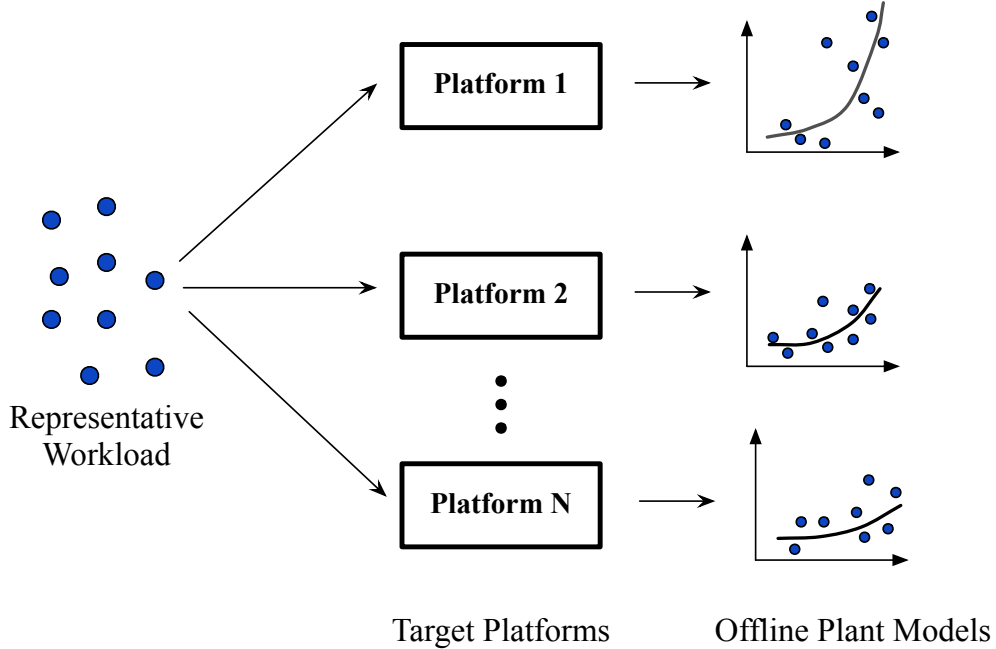 Platform 1
Platform 2
Representative
Workload
Platform N
Target Platforms
Offline Plant Models